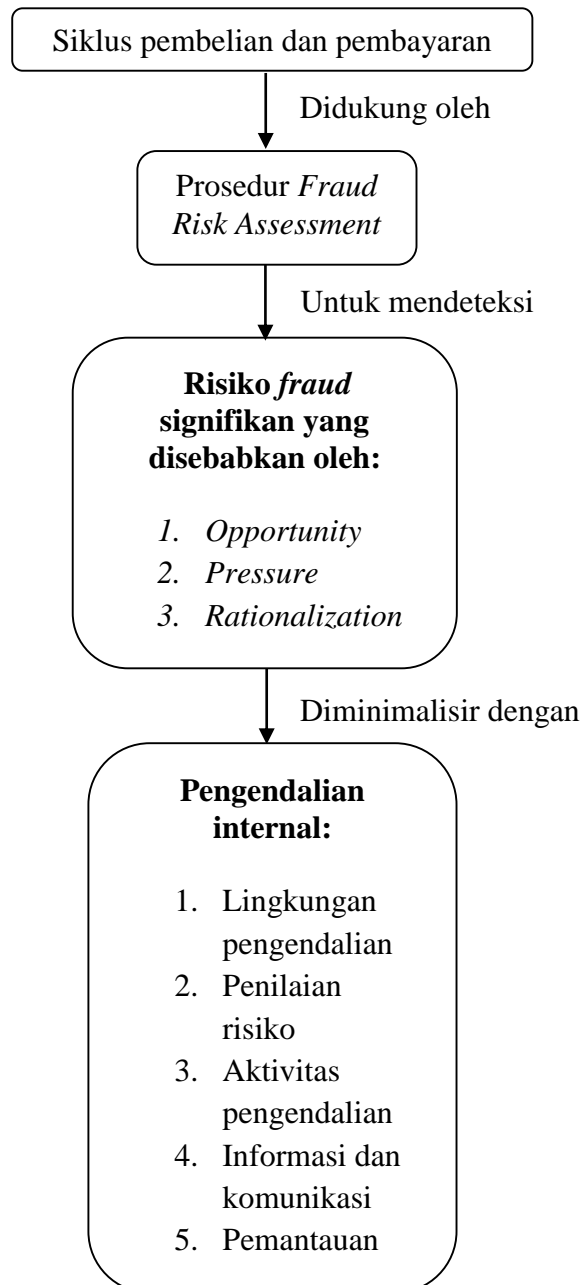 Siklus pembelian dan pembayaran
Didukung oleh
Prosedur Fraud
Risk Assessment
Untuk mendeteksi
Risiko fraud
signifikan yang
disebabkan oleh:
1. Opportunity
2. Pressure
3. Rationalization
Diminimalisir dengan
Pengendalian
internal:
1. Lingkungan
pengendalian
2. Penilaian
risiko
3. Aktivitas
pengendalian
4. Informasi dan
komunikasi
5. Pemantauan